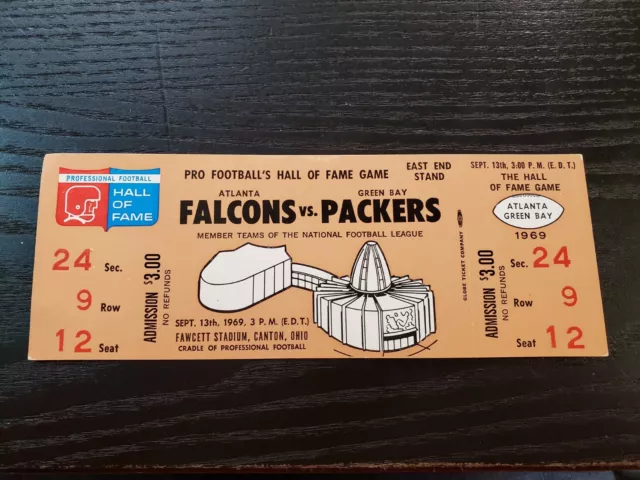 PROFESSIONAL FOOTBALL
HALL
OF
FAME
24 Sec.
9 Row
12 Seat
ADMISSION $3.00
NO REFUNDS
PRO FOOTBALL'S HALL OF FAME GAME
EAST END
STAND
ATLANTA GREEN BAY
FALCONS vs. PACKERS
MEMBER TEAMS OF THE NATIONAL FOOTBALL LEAGUE
SEPT. 13th, 1969, 3 P. M. (E.D.T.)
FAWCETT STADIUM, CANTON, OHIO
CRADLE OF PROFESSIONAL FOOTBALL
GLOBE TICKET COMPANY
SEPT. 13th, 3:00 P. M. (E. D. T.)
THE HALL
OF FAME GAME
ATLANTA
GREEN BAY
1969
ADMISSION $3.00
NO REFUNDS
24 Sec.
9 Row
12 Seat